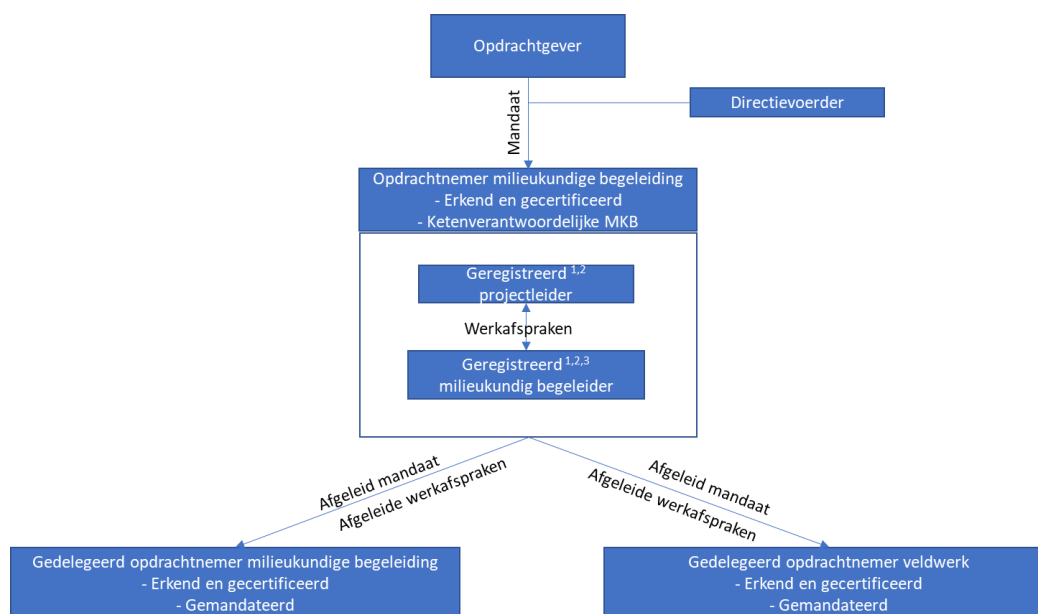 Opdrachtgever
Mandaat
Directievoerder
Opdrachtnemer milieukundige begeleiding
- Erkend en gecertificeerd
- Ketenverantwoordelijke MKB
Geregistreerd 1,2
projectleider
Werkafspraken
Geregistreerd 1,2,3
milieukundig begeleider
Afgeleid mandaat
Afgeleide werkafspraken
Afgeleid mandaat
Afgeleide werkafspraken
Gedelegeerd opdrachtnemer milieukundige begeleiding
- Erkend en gecertificeerd
- Gemandateerd
Gedelegeerd opdrachtnemer veldwerk
- Erkend en gecertificeerd
- Gemandateerd